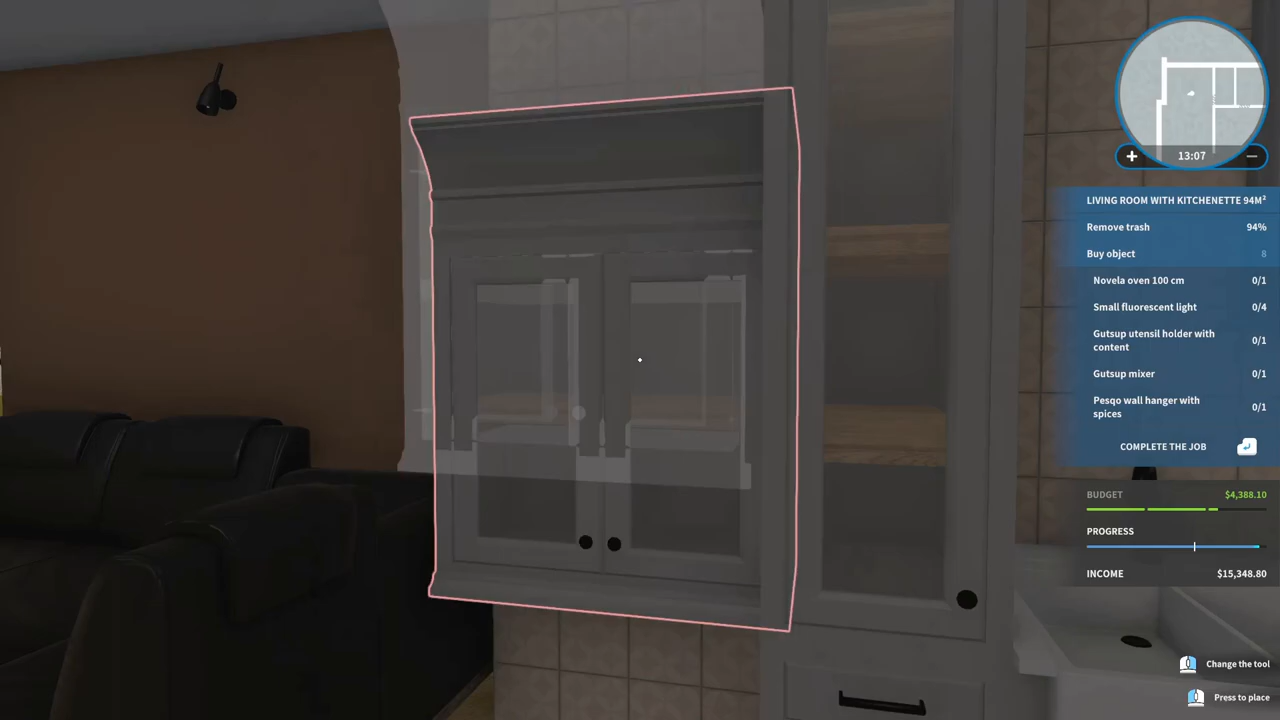 13:07
LIVING ROOM WITH KITCHENETTE 94M²
Remove trash 94%
Buy object 8
Novela oven 100 cm 0/1
Small fluorescent light 0/4
Gutsup utensil holder with
content 0/1
Gutsup mixer 0/1
Pesqo wall hanger with
spices 0/1
COMPLETE THE JOB
BUDGET $4,388.10
PROGRESS
INCOME $15,348.80
Change the tool
Press to place